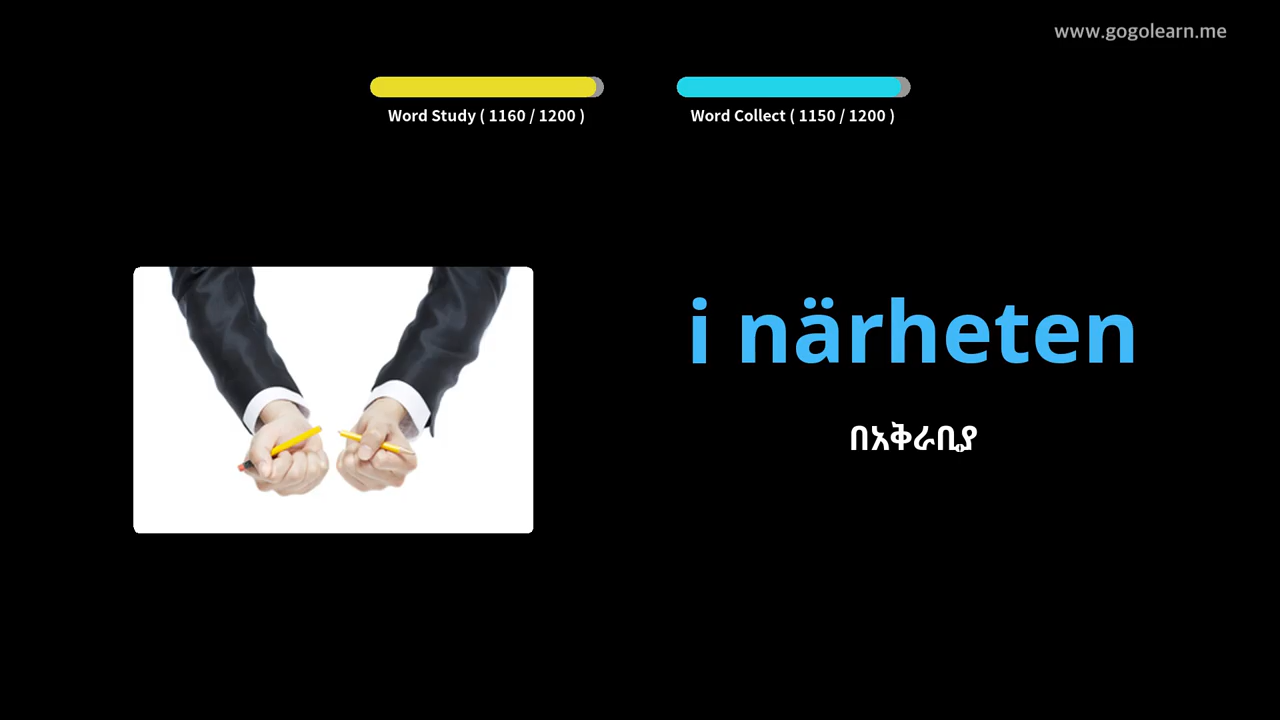 www.gogolearn.me
Word Study ( 1160 / 1200 )
Word Collect ( 1150 / 1200 )
i närheten
በአቅራቢያ